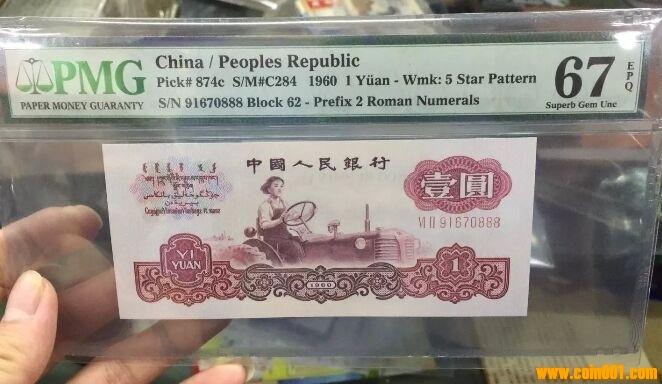 PMG
PAPER MONEY GUARANTY
China / Peoples Republic
Pick# 874c S/M#C284 1960 1 Yüan - Wmk: 5 Star Pattern
S/N 91670888 Block 62 - Prefix 2 Roman Numerals
67 EPQ
Superb Gem Unc
中國人民銀行
壹圓
VI II 91670888
YI
YUAN
1960
1
www.coin001.com